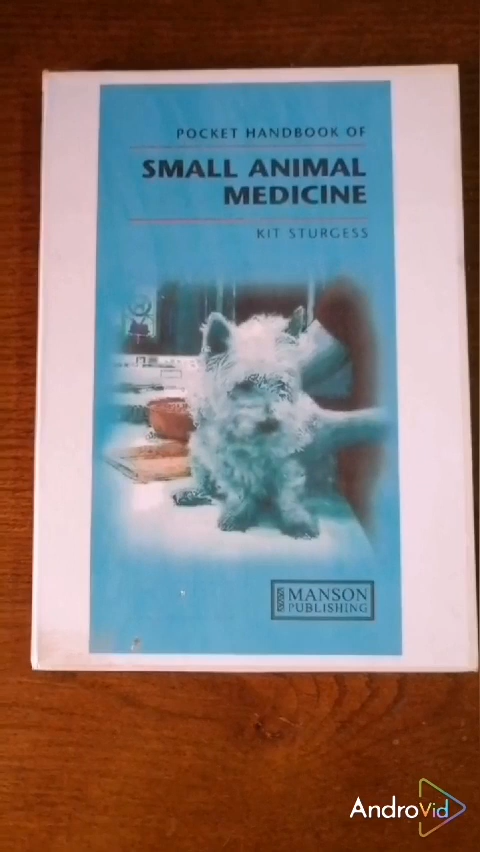 POCKET HANDBOOK OF
SMALL ANIMAL
MEDICINE
KIT STURGESS
MANSON
PUBLISHING
AndroVid